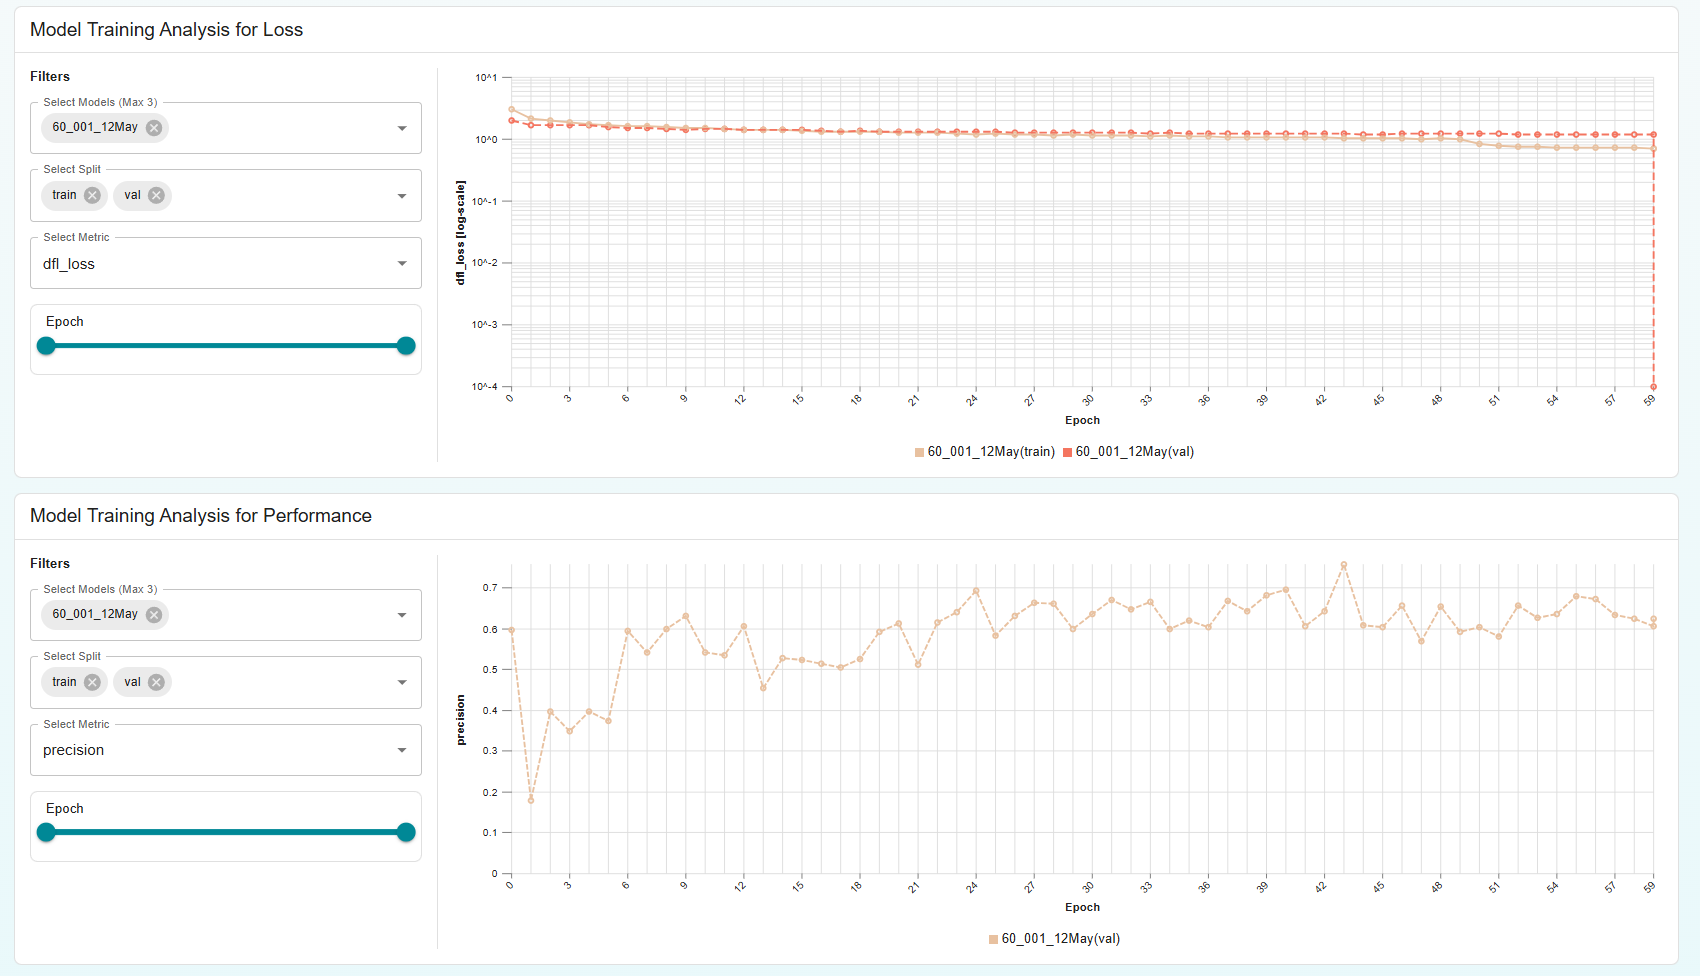 Model Training Analysis for Loss
Filters
Select Models (Max 3)
60_001_12May
Select Split
train
val
Select Metric
dfl_loss
Epoch
dfl_loss [log-scale]
10^1
10^0
10^-1
10^-2
10^-3
10^-4
0 3 6 9 12 15 18 21 24 27 30 33 36 39 42 45 48 51 54 57 59
Epoch
60_001_12May(train) 60_001_12May(val)
Model Training Analysis for Performance
Filters
Select Models (Max 3)
60_001_12May
Select Split
train
val
Select Metric
precision
Epoch
precision
0.7
0.6
0.5
0.4
0.3
0.2
0.1
0
0 3 6 9 12 15 18 21 24 27 30 33 36 39 42 45 48 51 54 57 59
Epoch
60_001_12May(val)